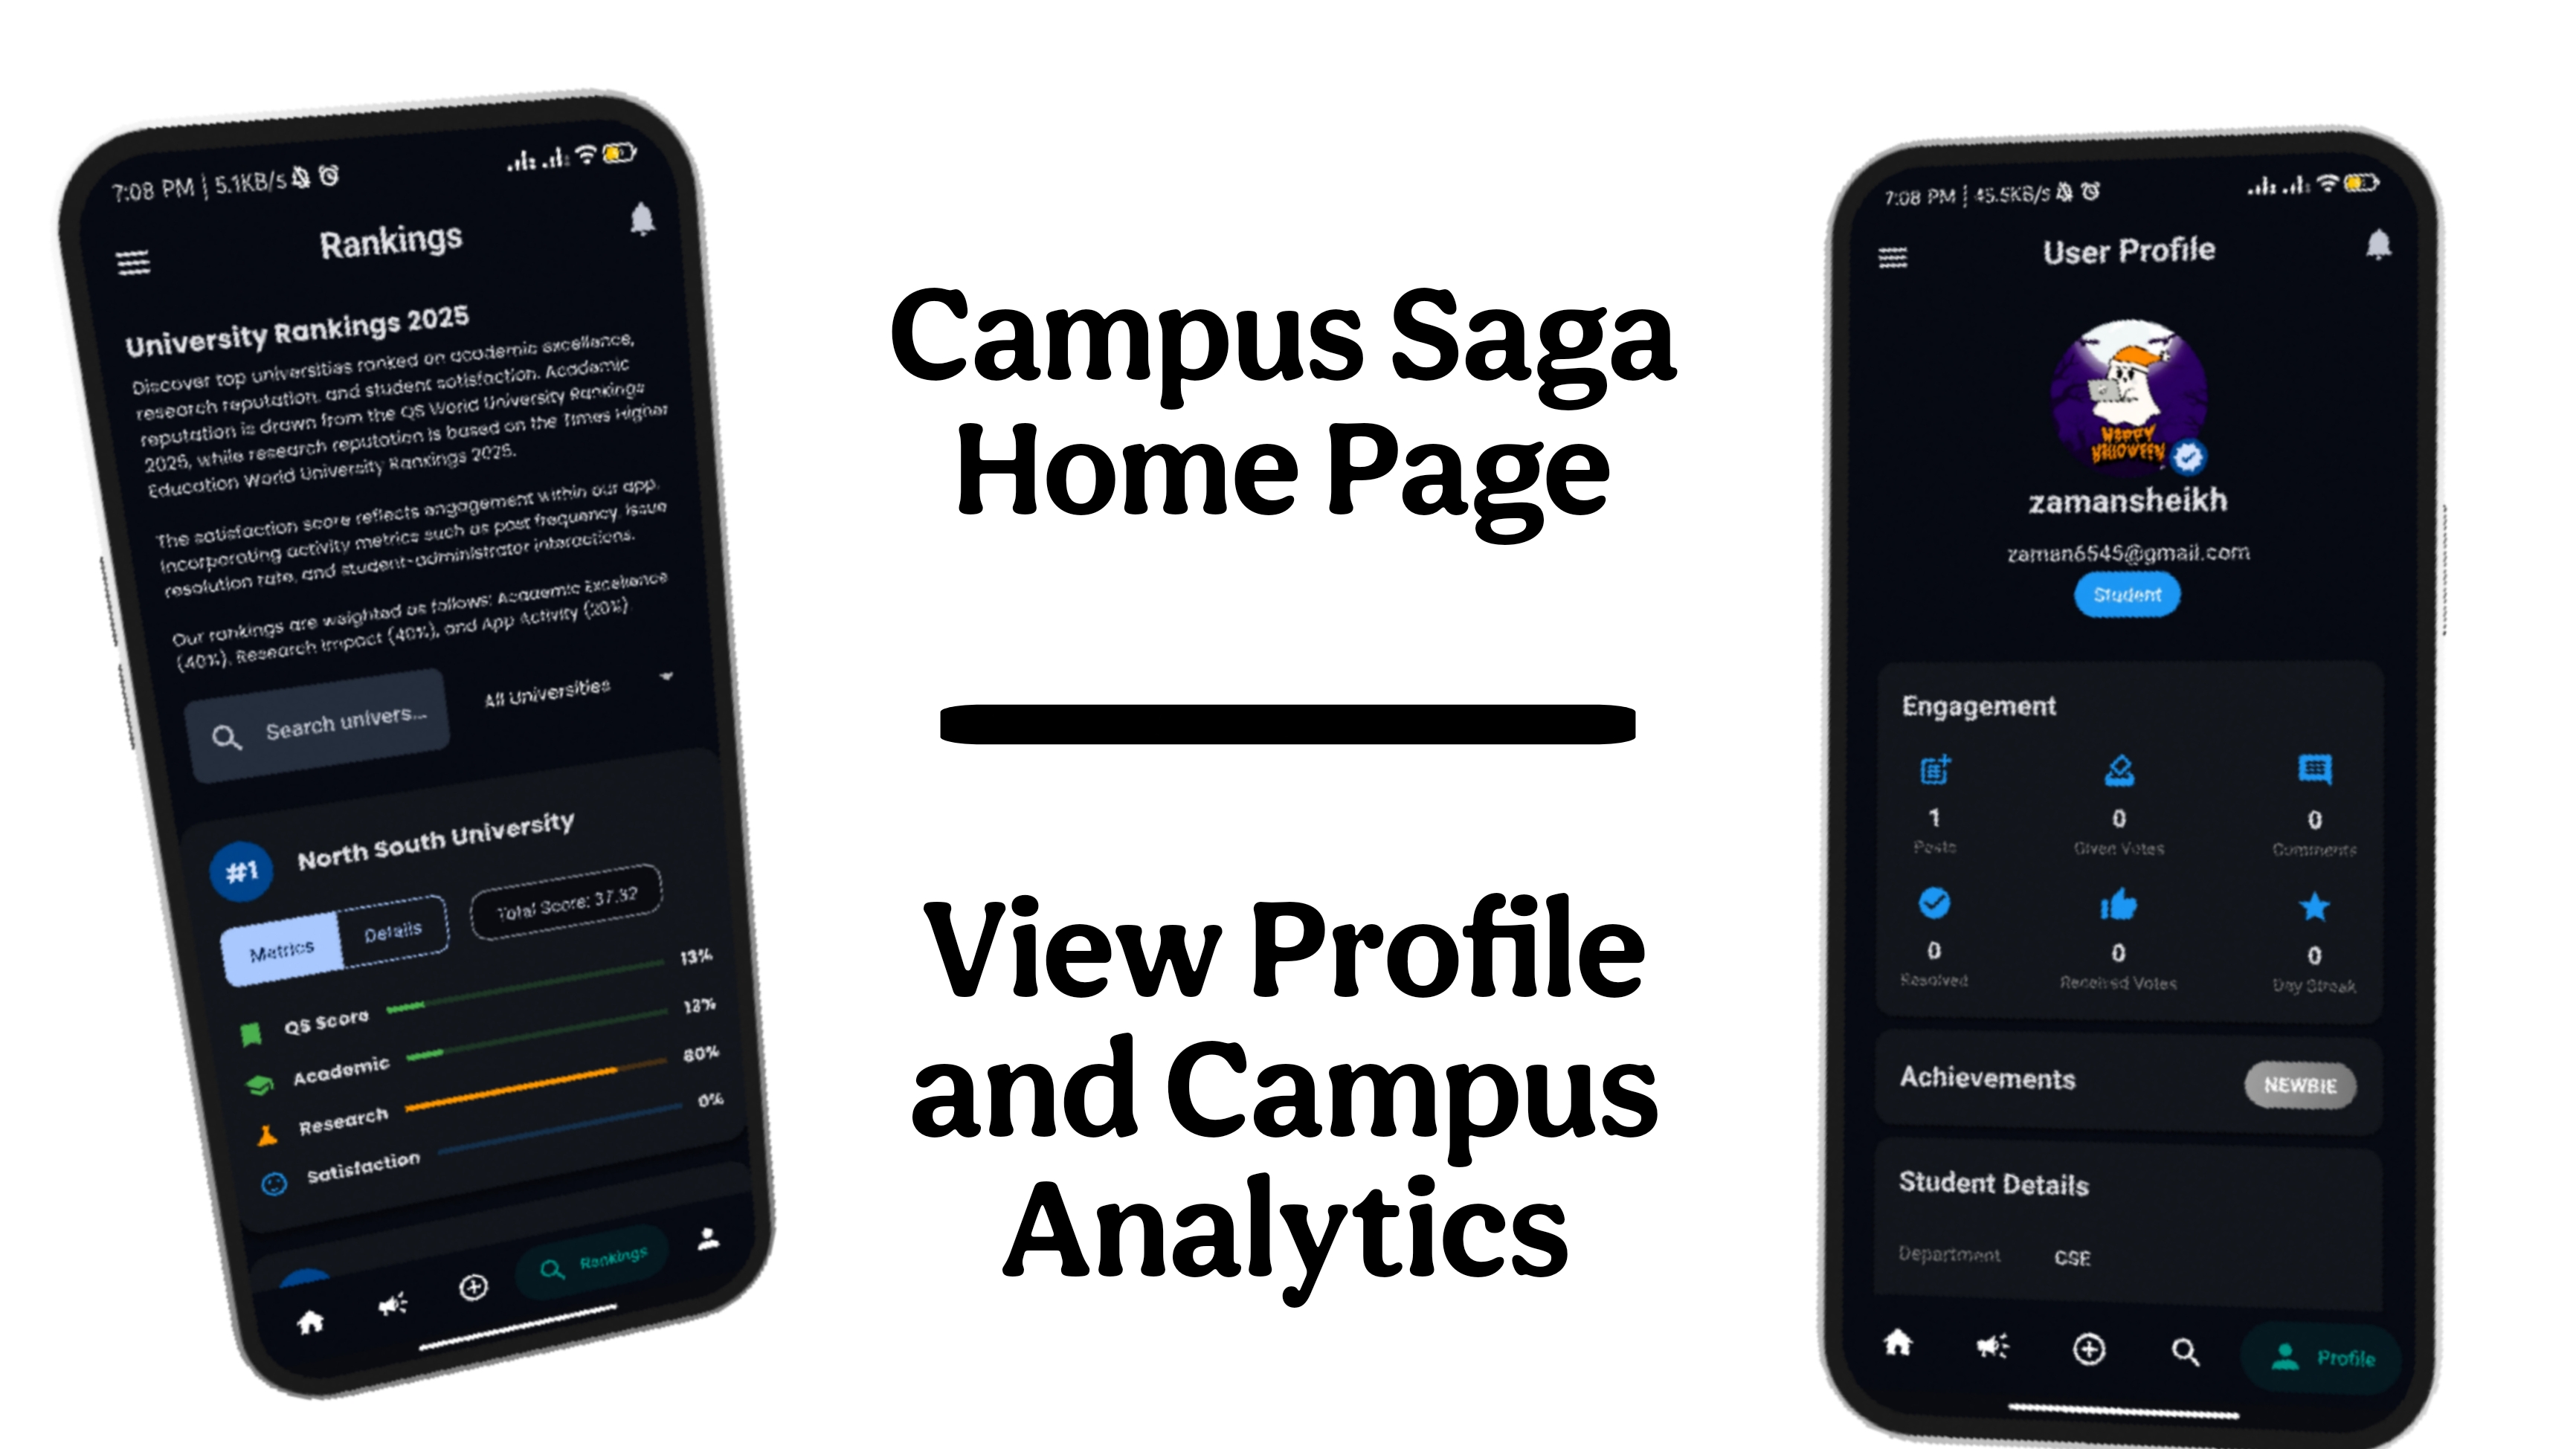 7:08 PM | 5.1KB/s
Rankings
University Rankings 2025
Discover top universities ranked on academic excellence,
research reputation, and student satisfaction. Academic
reputation is drawn from the QS World University Rankings
2025, while research reputation is based on the Times Higher
Education World University Rankings 2025.
The satisfaction score reflects engagement within our app,
incorporating activity metrics such as post frequency, issue
resolution rate, and student-administrator interactions.
Our rankings are weighted as follows: Academic Excellence
(40%), Research Impact (40%), and App Activity (20%).
Search univers...
All Universities
#1
North South University
Metrics
Details
Total Score: 37.32
QS Score
13%
Academic
13%
Research
80%
Satisfaction
0%
Rankings
Campus Saga
Home Page
View Profile
and Campus
Analytics
7:08 PM | 45.5KB/s
User Profile
HAPPY
HALLOWEEN
zamansheikh
zaman6545@gmail.com
Student
Engagement
1
Posts
0
Given Votes
0
Comments
0
Resolved
0
Received Votes
0
Day Streak
Achievements
NEWBIE
Student Details
Department
CSE
Profile